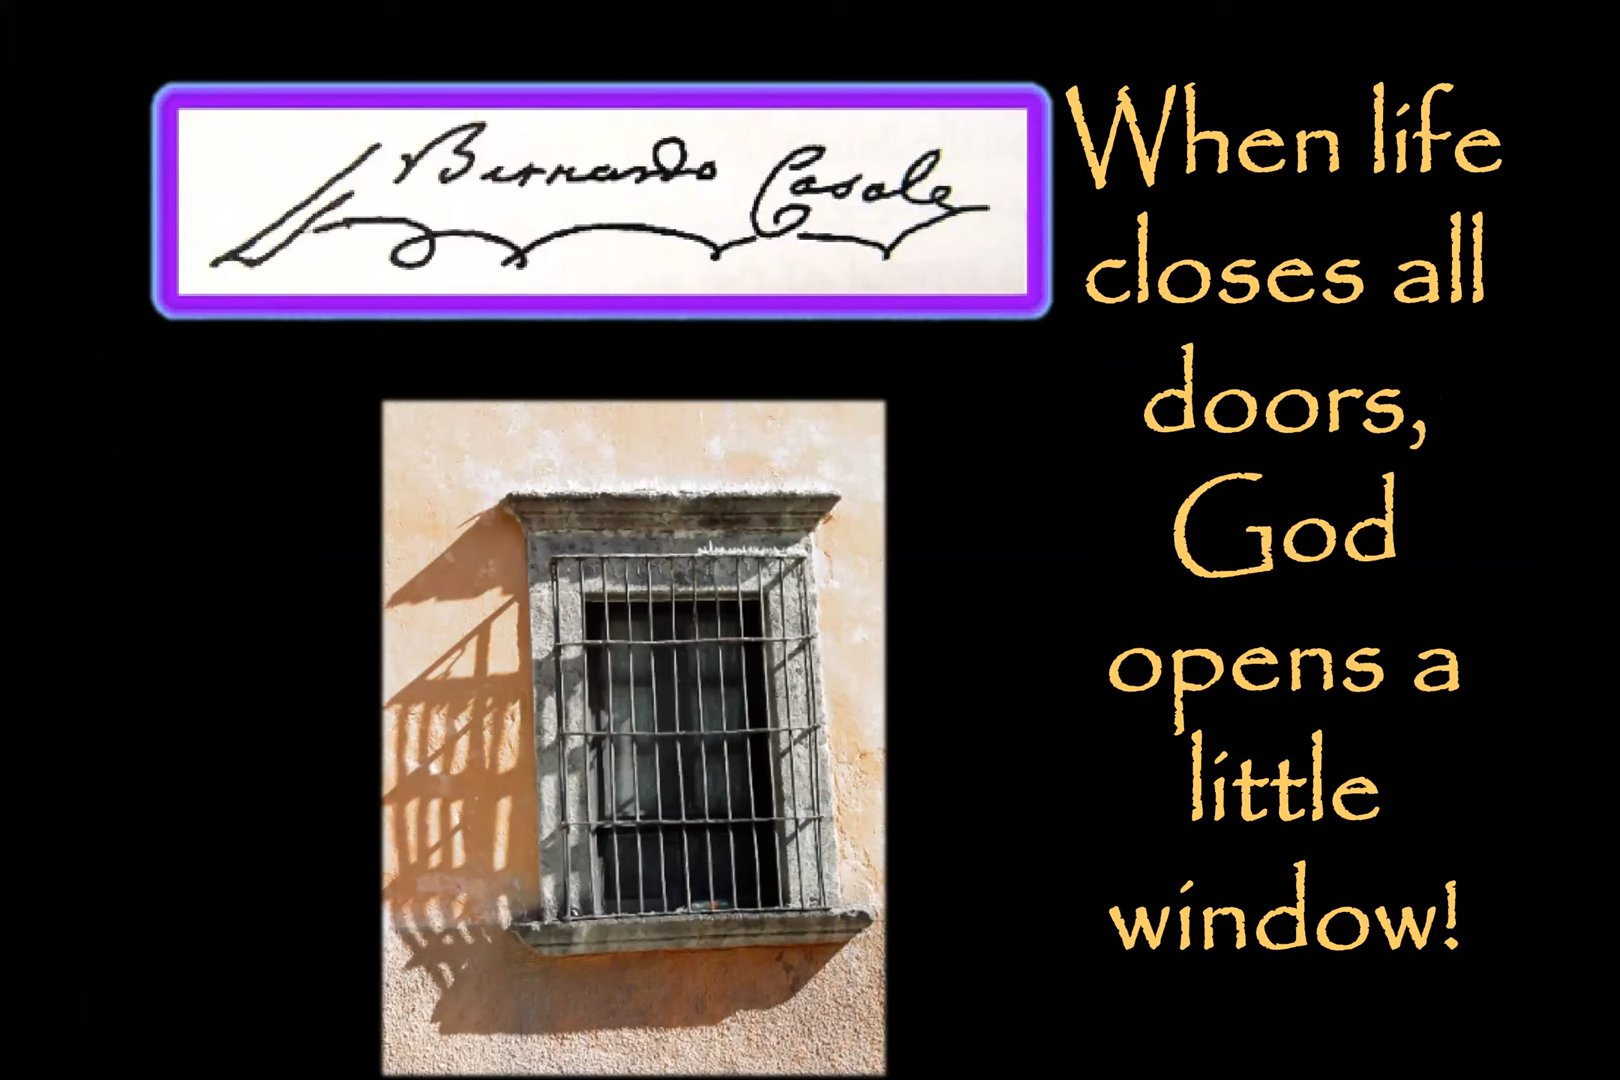 Bernardo Casale
When life
closes all
doors,
God
opens a
little
window!